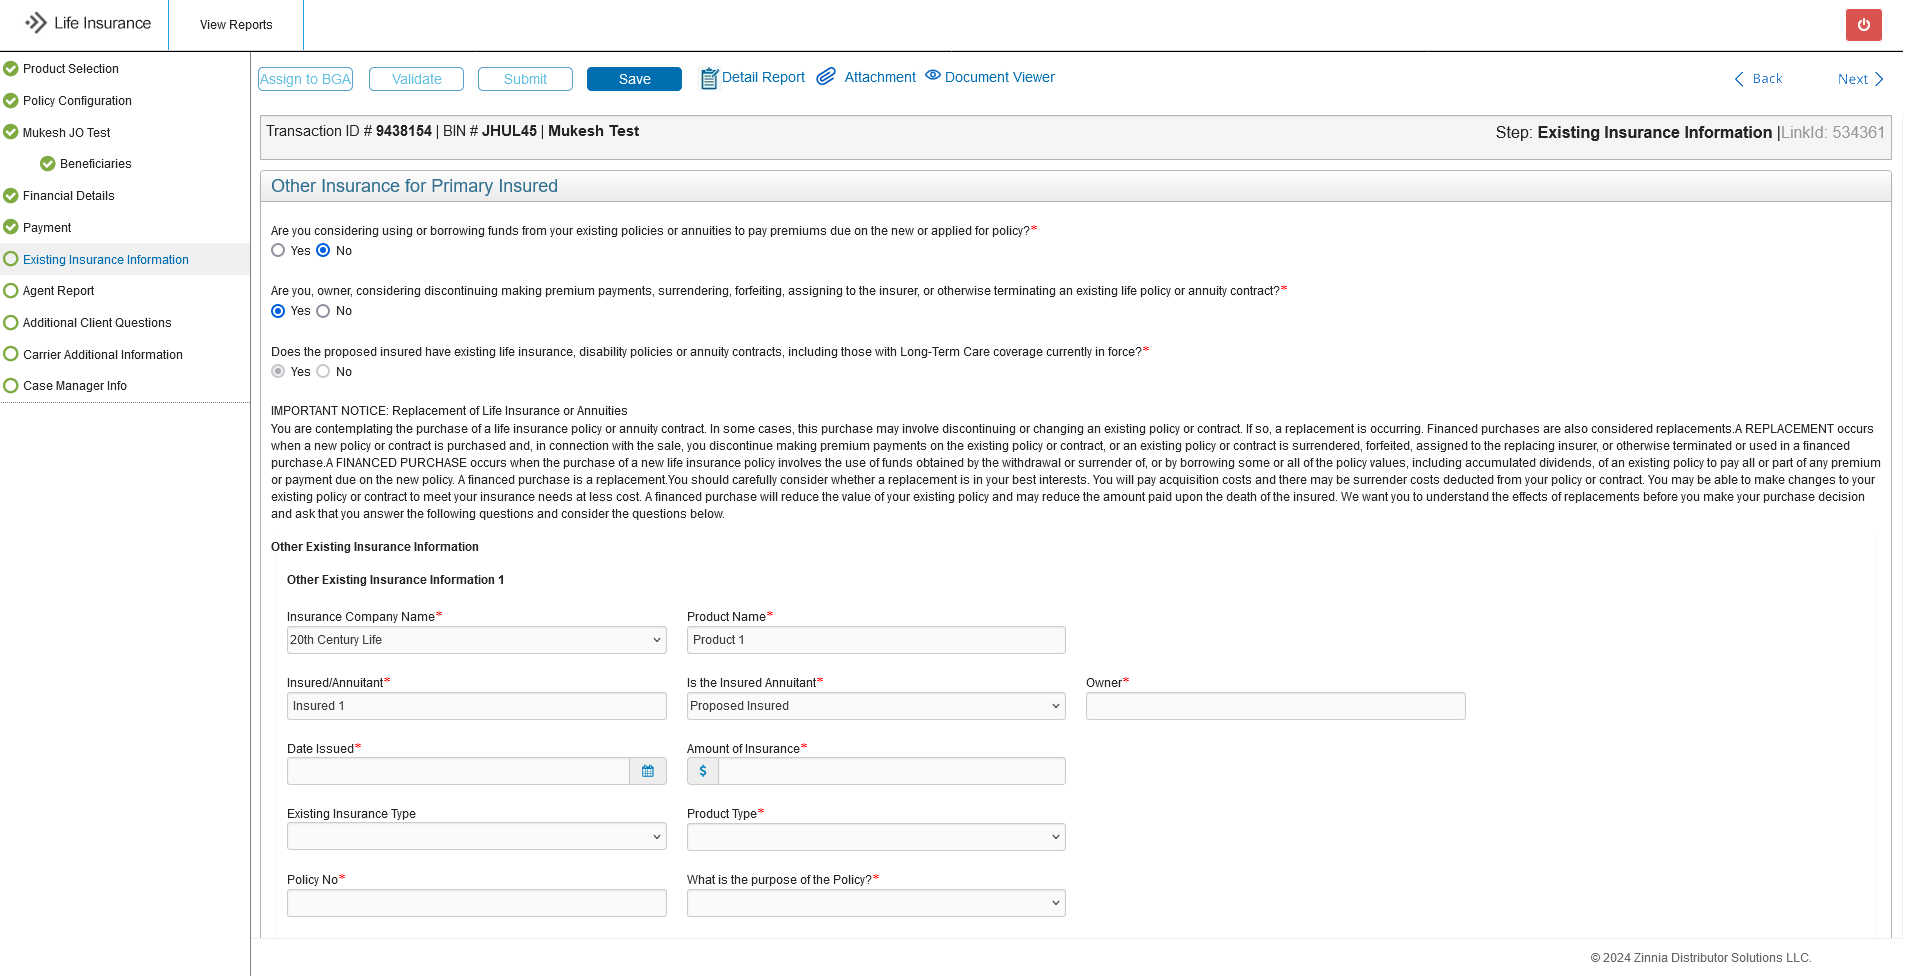 Life Insurance
View Reports
Product Selection
Policy Configuration
Mukesh JO Test
Beneficiaries
Financial Details
Payment
Existing Insurance Information
Agent Report
Additional Client Questions
Carrier Additional Information
Case Manager Info
Assign to BGA
Validate
Submit
Save
Detail Report
Attachment
Document Viewer
Back
Next
Transaction ID # 9438154 | BIN # JHUL45 | Mukesh Test
Step: Existing Insurance Information |LinkId: 534361
Other Insurance for Primary Insured
Are you considering using or borrowing funds from your existing policies or annuities to pay premiums due on the new or applied for policy?*
Yes No
Are you, owner, considering discontinuing making premium payments, surrendering, forfeiting, assigning to the insurer, or otherwise terminating an existing life policy or annuity contract?*
Yes No
Does the proposed insured have existing life insurance, disability policies or annuity contracts, including those with Long-Term Care coverage currently in force?*
Yes No
IMPORTANT NOTICE: Replacement of Life Insurance or Annuities
You are contemplating the purchase of a life insurance policy or annuity contract. In some cases, this purchase may involve discontinuing or changing an existing policy or contract. If so, a replacement is occurring. Financed purchases are also considered replacements.A REPLACEMENT occurs
when a new policy or contract is purchased and, in connection with the sale, you discontinue making premium payments on the existing policy or contract, or an existing policy or contract is surrendered, forfeited, assigned to the replacing insurer, or otherwise terminated or used in a financed
purchase.A FINANCED PURCHASE occurs when the purchase of a new life insurance policy involves the use of funds obtained by the withdrawal or surrender of, or by borrowing some or all of the policy values, including accumulated dividends, of an existing policy to pay all or part of any premium
or payment due on the new policy. A financed purchase is a replacement.You should carefully consider whether a replacement is in your best interests. You will pay acquisition costs and there may be surrender costs deducted from your policy or contract. You may be able to make changes to your
existing policy or contract to meet your insurance needs at less cost. A financed purchase will reduce the value of your existing policy and may reduce the amount paid upon the death of the insured. We want you to understand the effects of replacements before you make your purchase decision
and ask that you answer the following questions and consider the questions below.
Other Existing Insurance Information
Other Existing Insurance Information 1
Insurance Company Name*
Product Name*
20th Century Life
Product 1
Insured/Annuitant*
Is the Insured Annuitant*
Owner*
Insured 1
Proposed Insured
Date Issued*
Amount of Insurance*
$
Existing Insurance Type
Product Type*
Policy No*
What is the purpose of the Policy?*
© 2024 Zinnia Distributor Solutions LLC.